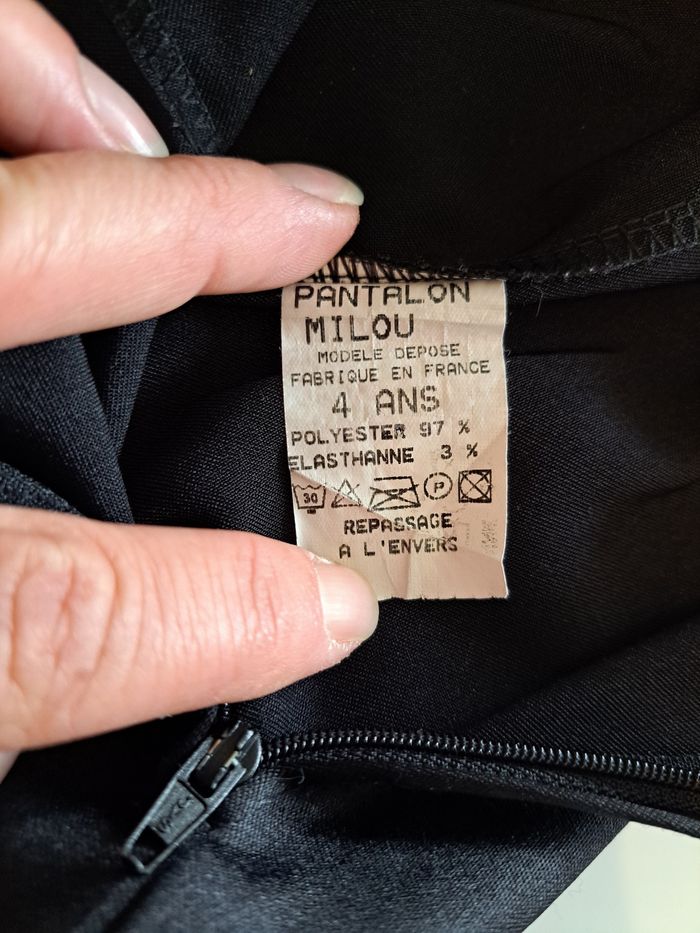 PANTALON
MILOU
MODELE DEPOSE
FABRIQUE EN FRANCE
4 ANS
POLYESTER 97 %
ELASTHANNE 3 %
30 P
REPASSAGE
A L'ENVERS